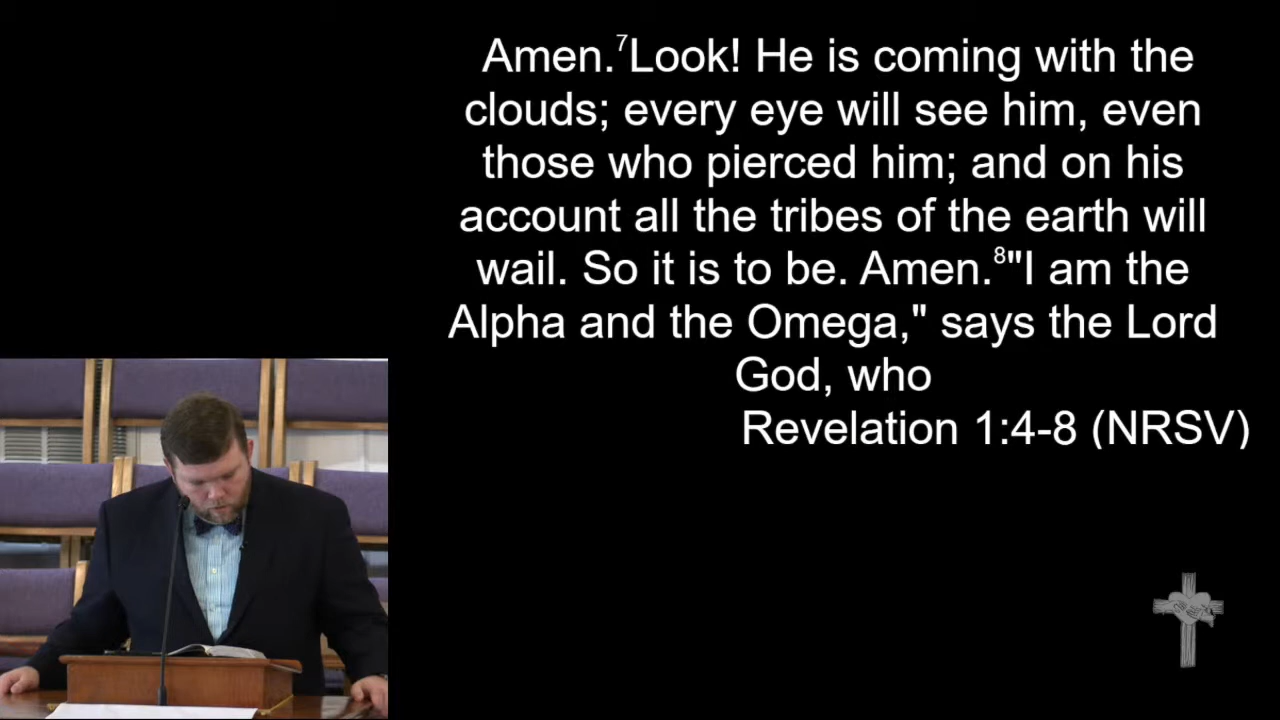 Amen.⁷Look! He is coming with the
clouds; every eye will see him, even
those who pierced him; and on his
account all the tribes of the earth will
wail. So it is to be. Amen.⁸"I am the
Alpha and the Omega," says the Lord
God, who
Revelation 1:4-8 (NRSV)